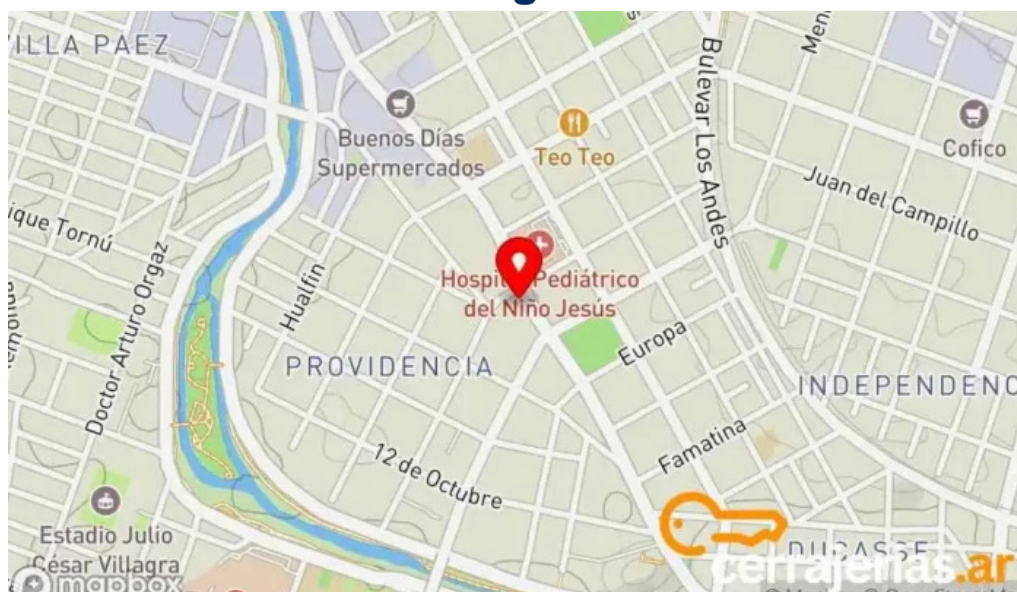 VILLA PAEZ
Bulevar Los Andes
Buenos Días
Supermercados
Teo Teo
Cofico
Juan del Campillo
ique Tornú
Doctor Arturo Orgaz
Hualfin
Hospital Pediátrico
del Niño Jesús
Europa
PROVIDENCIA
INDEPENDENC
12 de Octubre
Famatina
Estadio Julio
César Villagra
DUCASSE
cerrajerias.ar
mapbox